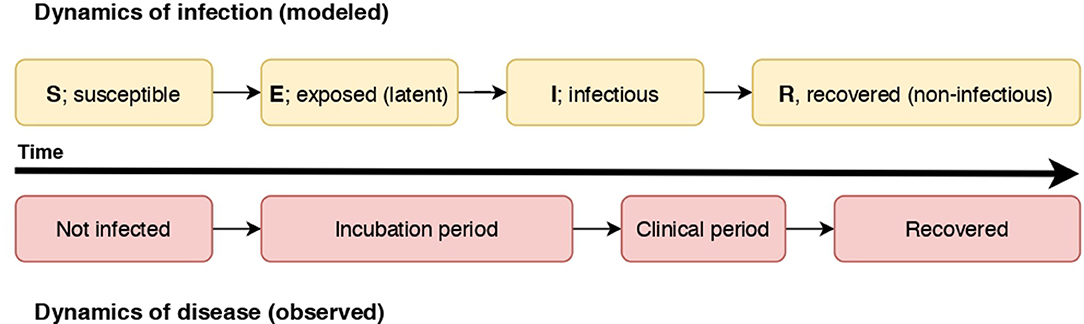 Dynamics of infection (modeled)
S; susceptible
E; exposed (latent)
I; infectious
R, recovered (non-infectious)
Time
Not infected
Incubation period
Clinical period
Recovered
Dynamics of disease (observed)